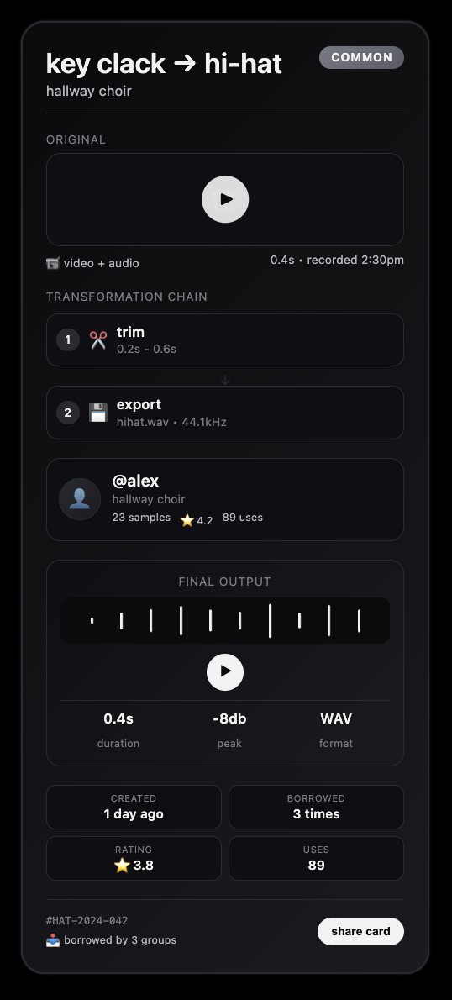 key clack → hi-hat
COMMON
hallway choir
ORIGINAL
video + audio
0.4s • recorded 2:30pm
TRANSFORMATION CHAIN
1
trim
0.2s - 0.6s
↓
2
export
hihat.wav • 44.1kHz
@alex
hallway choir
23 samples ⭐ 4.2 89 uses
FINAL OUTPUT
0.4s -8db WAV
duration peak format
CREATED
1 day ago
BORROWED
3 times
RATING
⭐ 3.8
USES
89
#HAT-2024-042
borrowed by 3 groups
share card